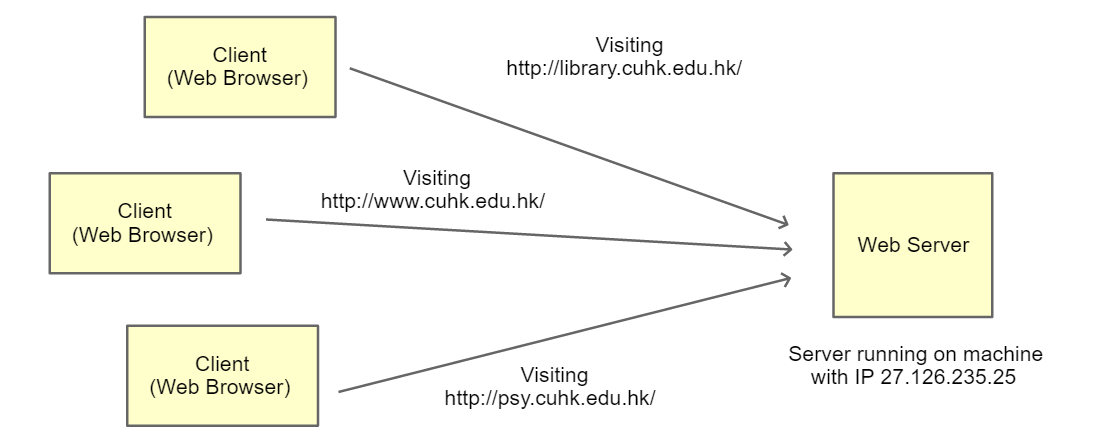 Client
(Web Browser)
Visiting
http://library.cuhk.edu.hk/
Client
(Web Browser)
Visiting
http://www.cuhk.edu.hk/
Web Server
Client
(Web Browser)
Visiting
http://psy.cuhk.edu.hk/
Server running on machine
with IP 27.126.235.25